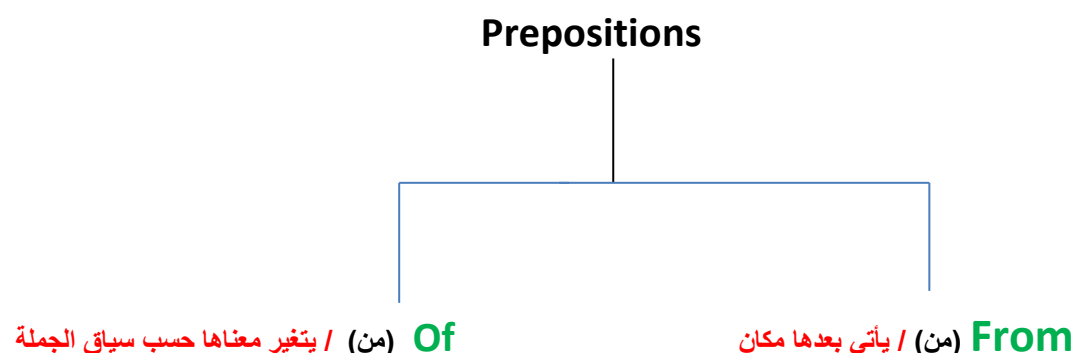 Prepositions
From (من) / يأتي بعدها مكان
Of (من) / يتغير معناها حسب سياق الجملة